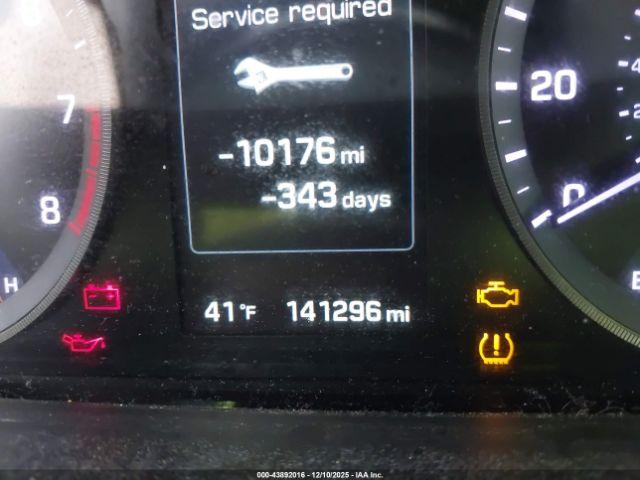 Service required
-10176 mi
-343 days
41°F 141296 mi
7
8
H
20
0
000-43892016 - 12/10/2025 - IAA Inc.